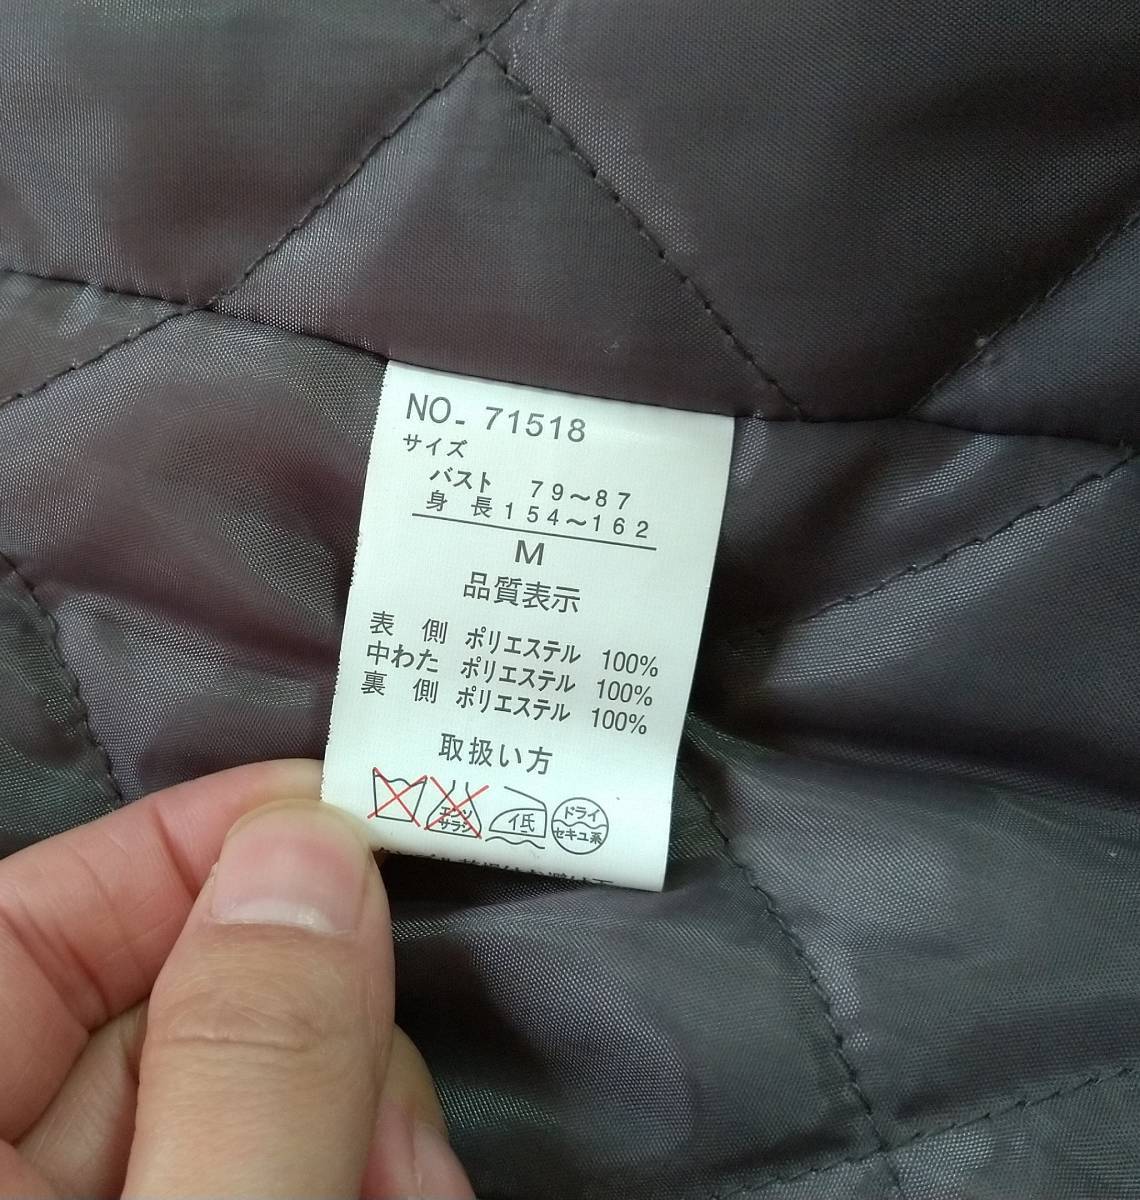 NO. 71518
サイズ
バスト 79～87
身長 154～162
M
品質表示
表側 ポリエステル 100%
中わた ポリエステル 100%
裏側 ポリエステル 100%
取扱い方
エンソ
サラシ
イ氏
ドライ
セキユ系